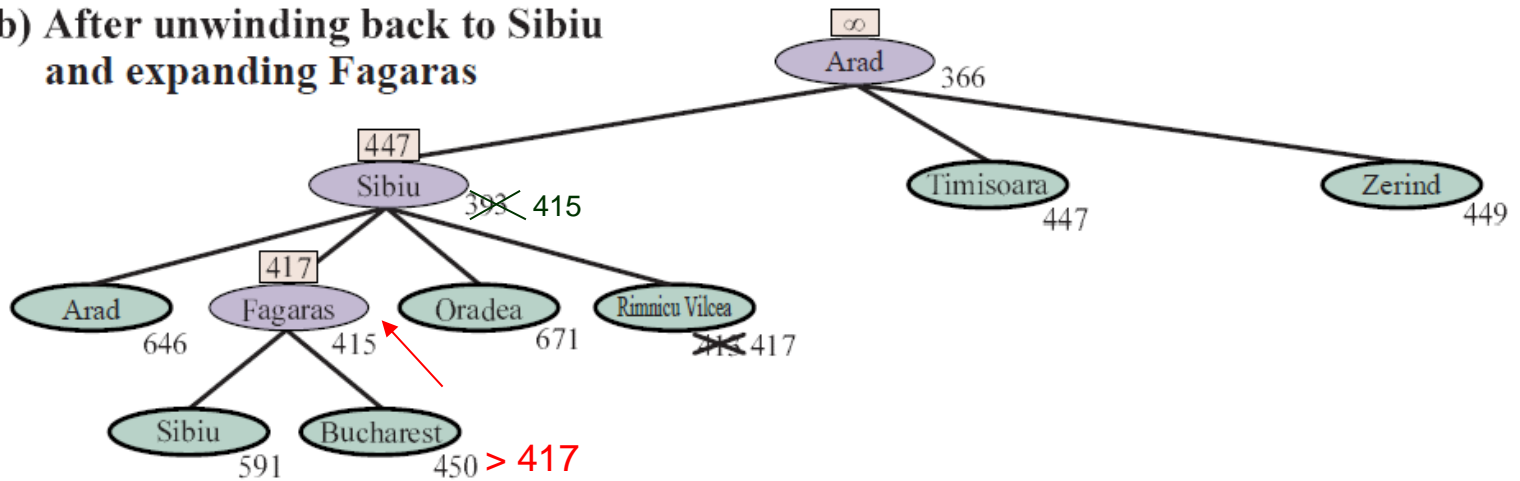 b) After unwinding back to Sibiu
and expanding Fagaras
∞
Arad
366
447
Sibiu
393 415
Timisoara
447
Zerind
449
417
Arad
646
Fagaras
415
Oradea
671
Rimnicu Vilcea
413 417
Sibiu
591
Bucharest
450 > 417